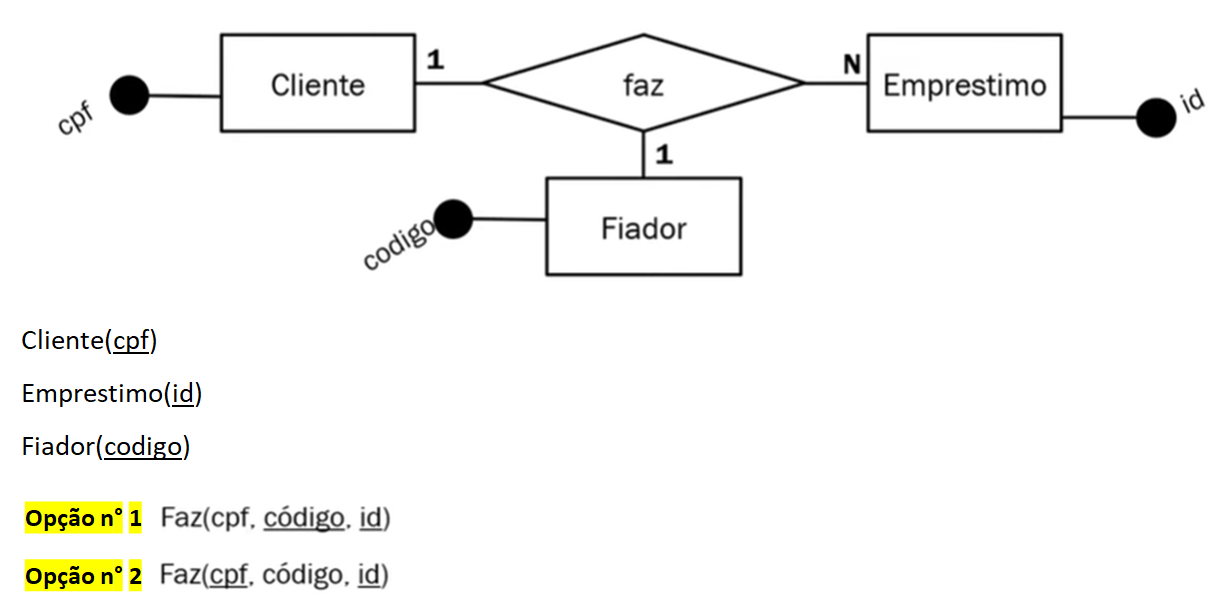 Cliente
1
faz
N
Emprestimo
cpf
id
1
Fiador
codigo
Cliente(cpf)
Emprestimo(id)
Fiador(codigo)
Opção n° 1 Faz(cpf, código, id)
Opção n° 2 Faz(cpf, código, id)